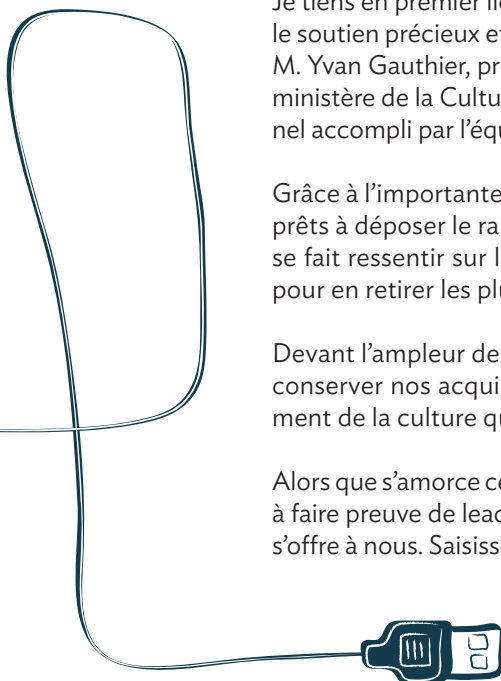 Je tiens en premier lie
le soutien précieux et
M. Yvan Gauthier, pr
ministère de la Cultu
nel accompli par l'équ
Grâce à l'importante
prêts à déposer le ra
se fait ressentir sur l
pour en retirer les pl
Devant l'ampleur de
conserver nos acqui
ment de la culture qu
Alors que s'amorce ce
à faire preuve de lead
s'offre à nous. Saisiss